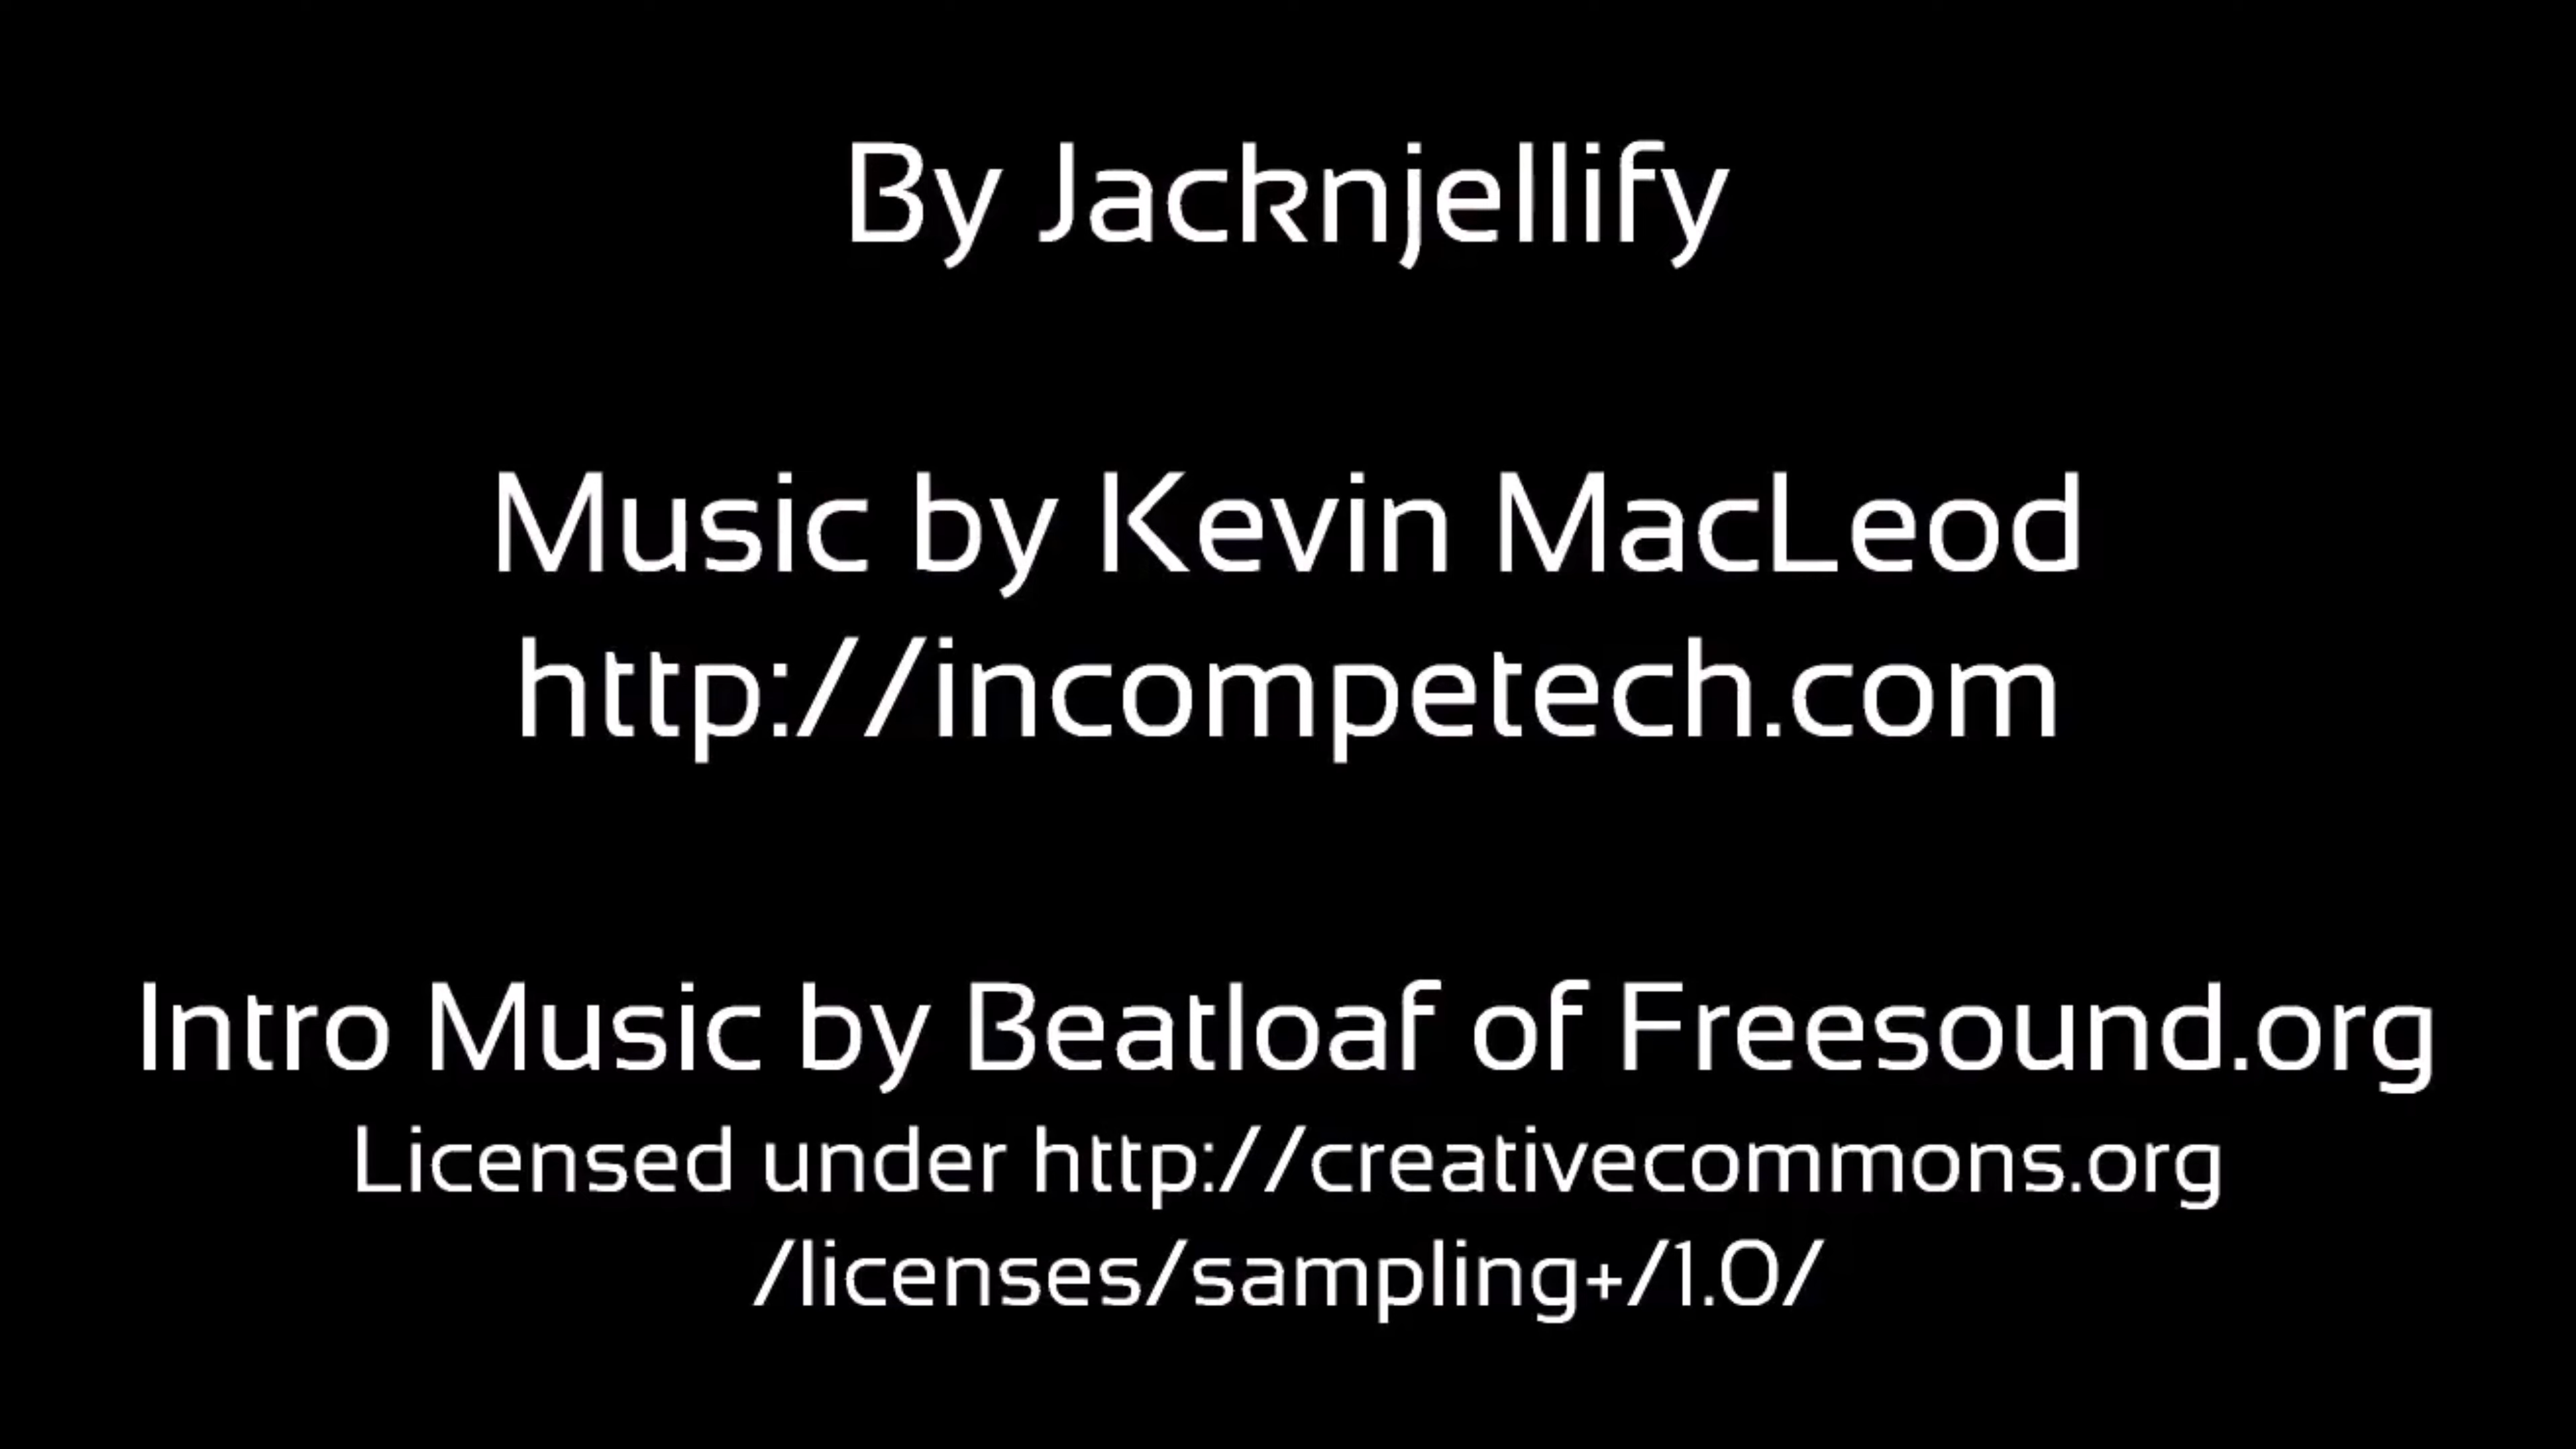 By Jacknjellify
Music by Kevin MacLeod
http://incompetech.com
Intro Music by Beatloaf of Freesound.org
Licensed under http://creativecommons.org
/licenses/sampling+/1.0/